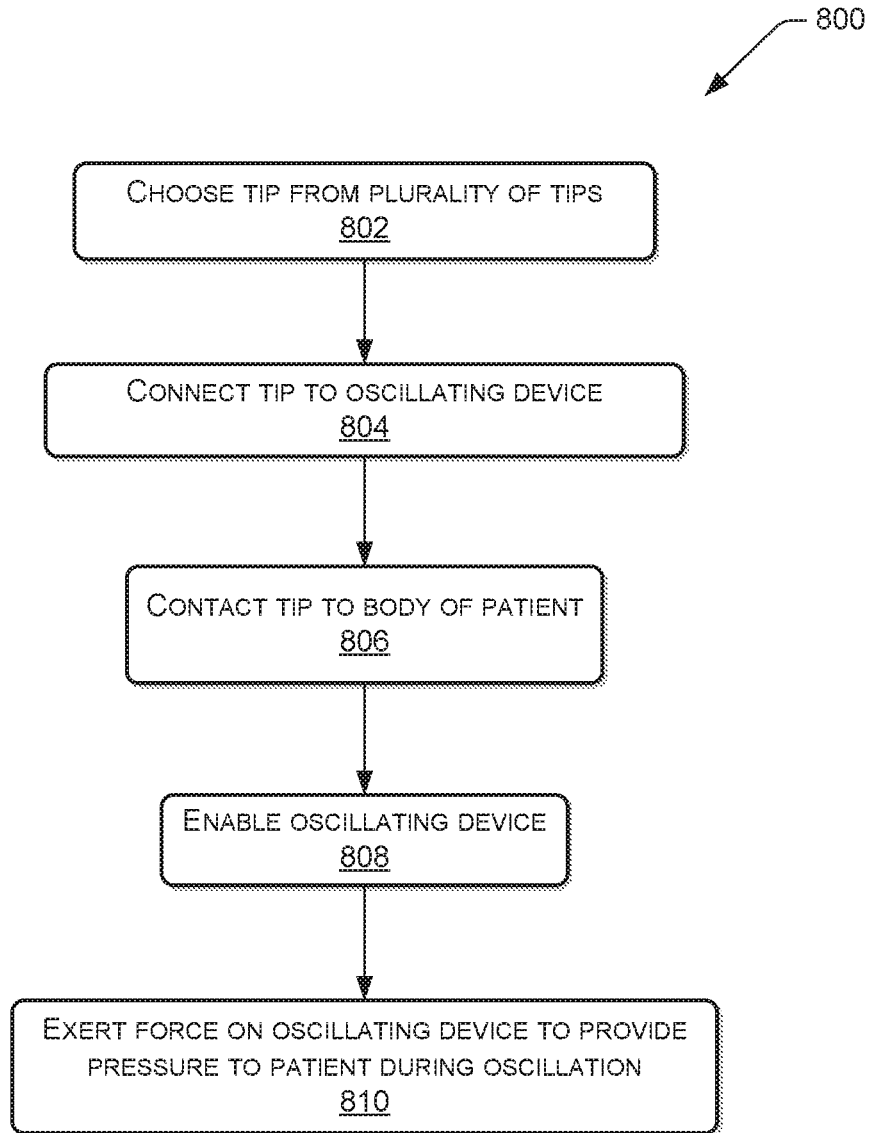 800
CHOOSE TIP FROM PLURALITY OF TIPS
802
CONNECT TIP TO OSCILLATING DEVICE
804
CONTACT TIP TO BODY OF PATIENT
806
ENABLE OSCILLATING DEVICE
808
EXERT FORCE ON OSCILLATING DEVICE TO PROVIDE
PRESSURE TO PATIENT DURING OSCILLATION
810